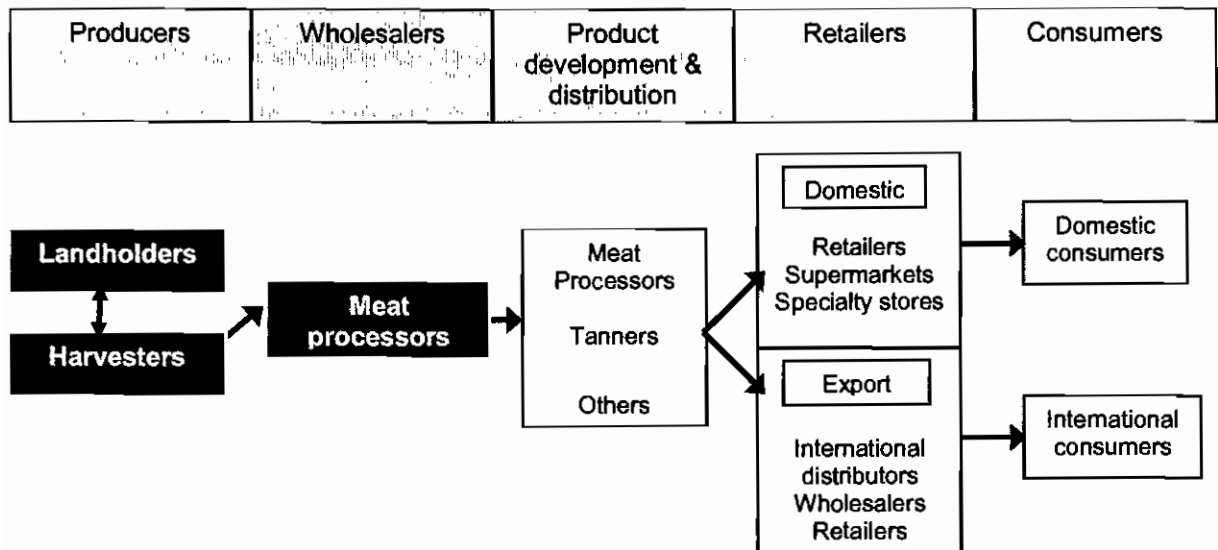 Producers
Wholesalers
Product
development &
distribution
Retailers
Consumers
Landholders
Harvesters
Meat
processors
Meat
Processors
Tanners
Others
Domestic
Retailers
Supermarkets
Specialty stores
Export
International
distributors
Wholesalers
Retailers
Domestic
consumers
International
consumers